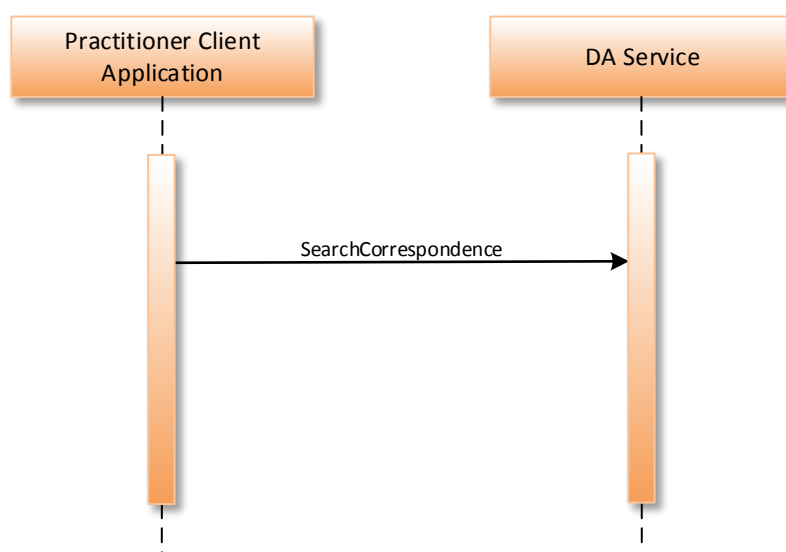 Practitioner Client
Application
DA Service
SearchCorrespondence